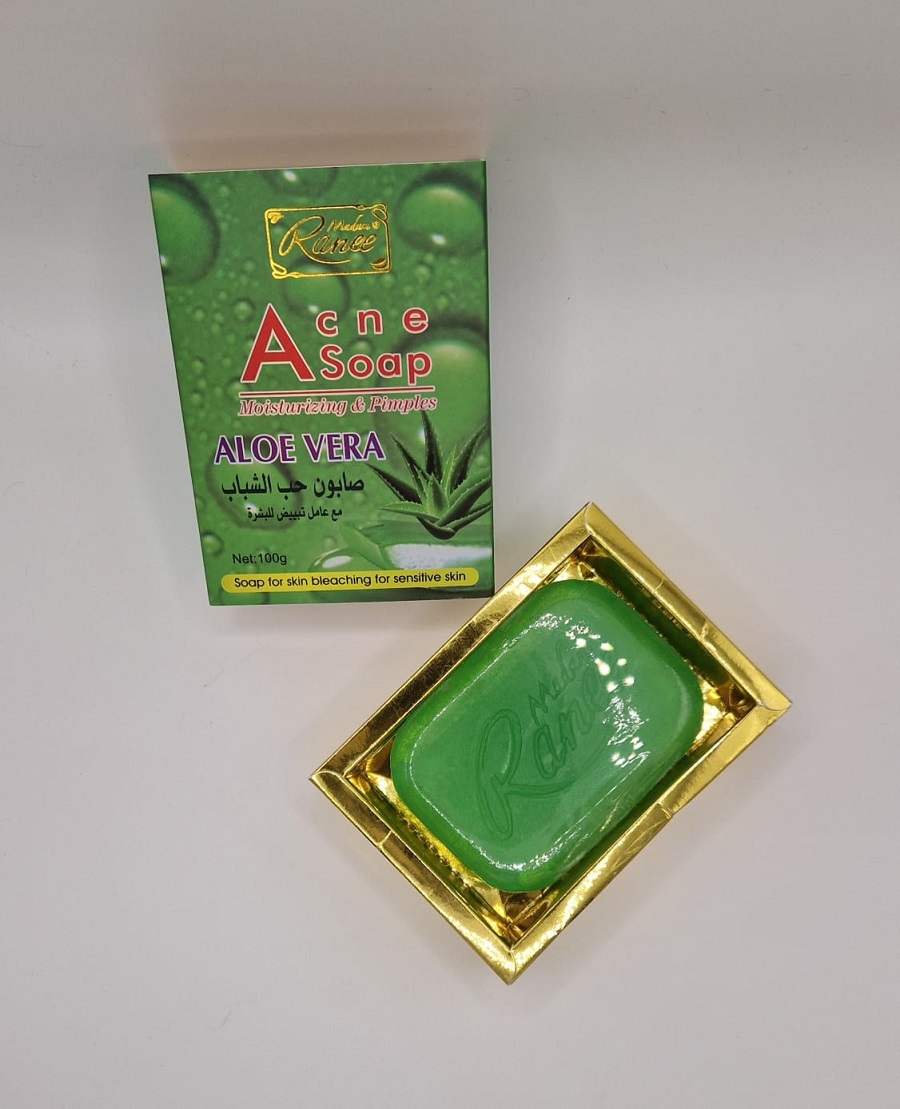 Madam
Ranee
Acne
Soap
Moisturizing & Pimples
ALOE VERA
صابون حب الشباب
مع عامل تبييض للبشرة
Net:100g
Soap for skin bleaching for sensitive skin
Madam
Ranee